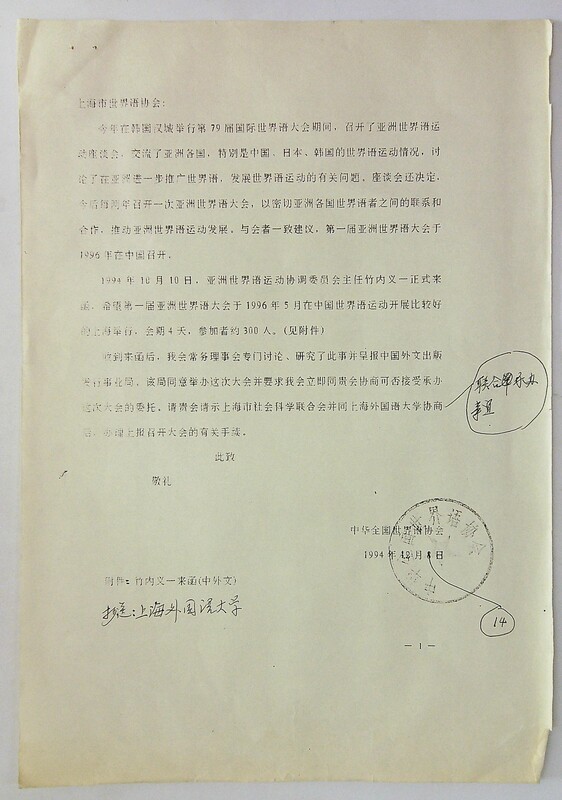 上海市世界语协会:
今年在韩国汉城举行第79届国际世界语大会期间，召开了亚洲世界语运
动座谈会，交流了亚洲各国，特别是中国、日本、韩国的世界语运动情况，讨
论了在亚洲进一步推广世界语，发展世界语运动的有关问题。座谈会还决定，
今后每两年召开一次亚洲世界语大会，以密切亚洲各国世界语者之间的联系和
合作，推动亚洲世界语运动发展。与会者一致建议，第一届亚洲世界语大会于
1996年在中国召开。
1994年10月10日，亚洲世界语运动协调委员会主任竹内义一正式来
函，希望第一届亚洲世界语大会于1996年5月在中国世界语运动开展比较好
的上海举行，会期4天，参加者约300人。(见附件)
收到来函后，我会常务理事会专门讨论、研究了此事并呈报中国外文出版
发行事业局，该局同意举办这次大会并要求我会立即同贵会协商可否接受承办
这次大会的委托。请贵会请示上海市社会科学联合会并同上海外国语大学协商
后，办理上报召开大会的有关手续。
联合承办
事宜
此致
敬礼
中华全国世界语协会
1994年12月8日
14
中华全国世界语协会
附件：竹内义一来函(中外文)
抄送：上海外国语大学
—1—